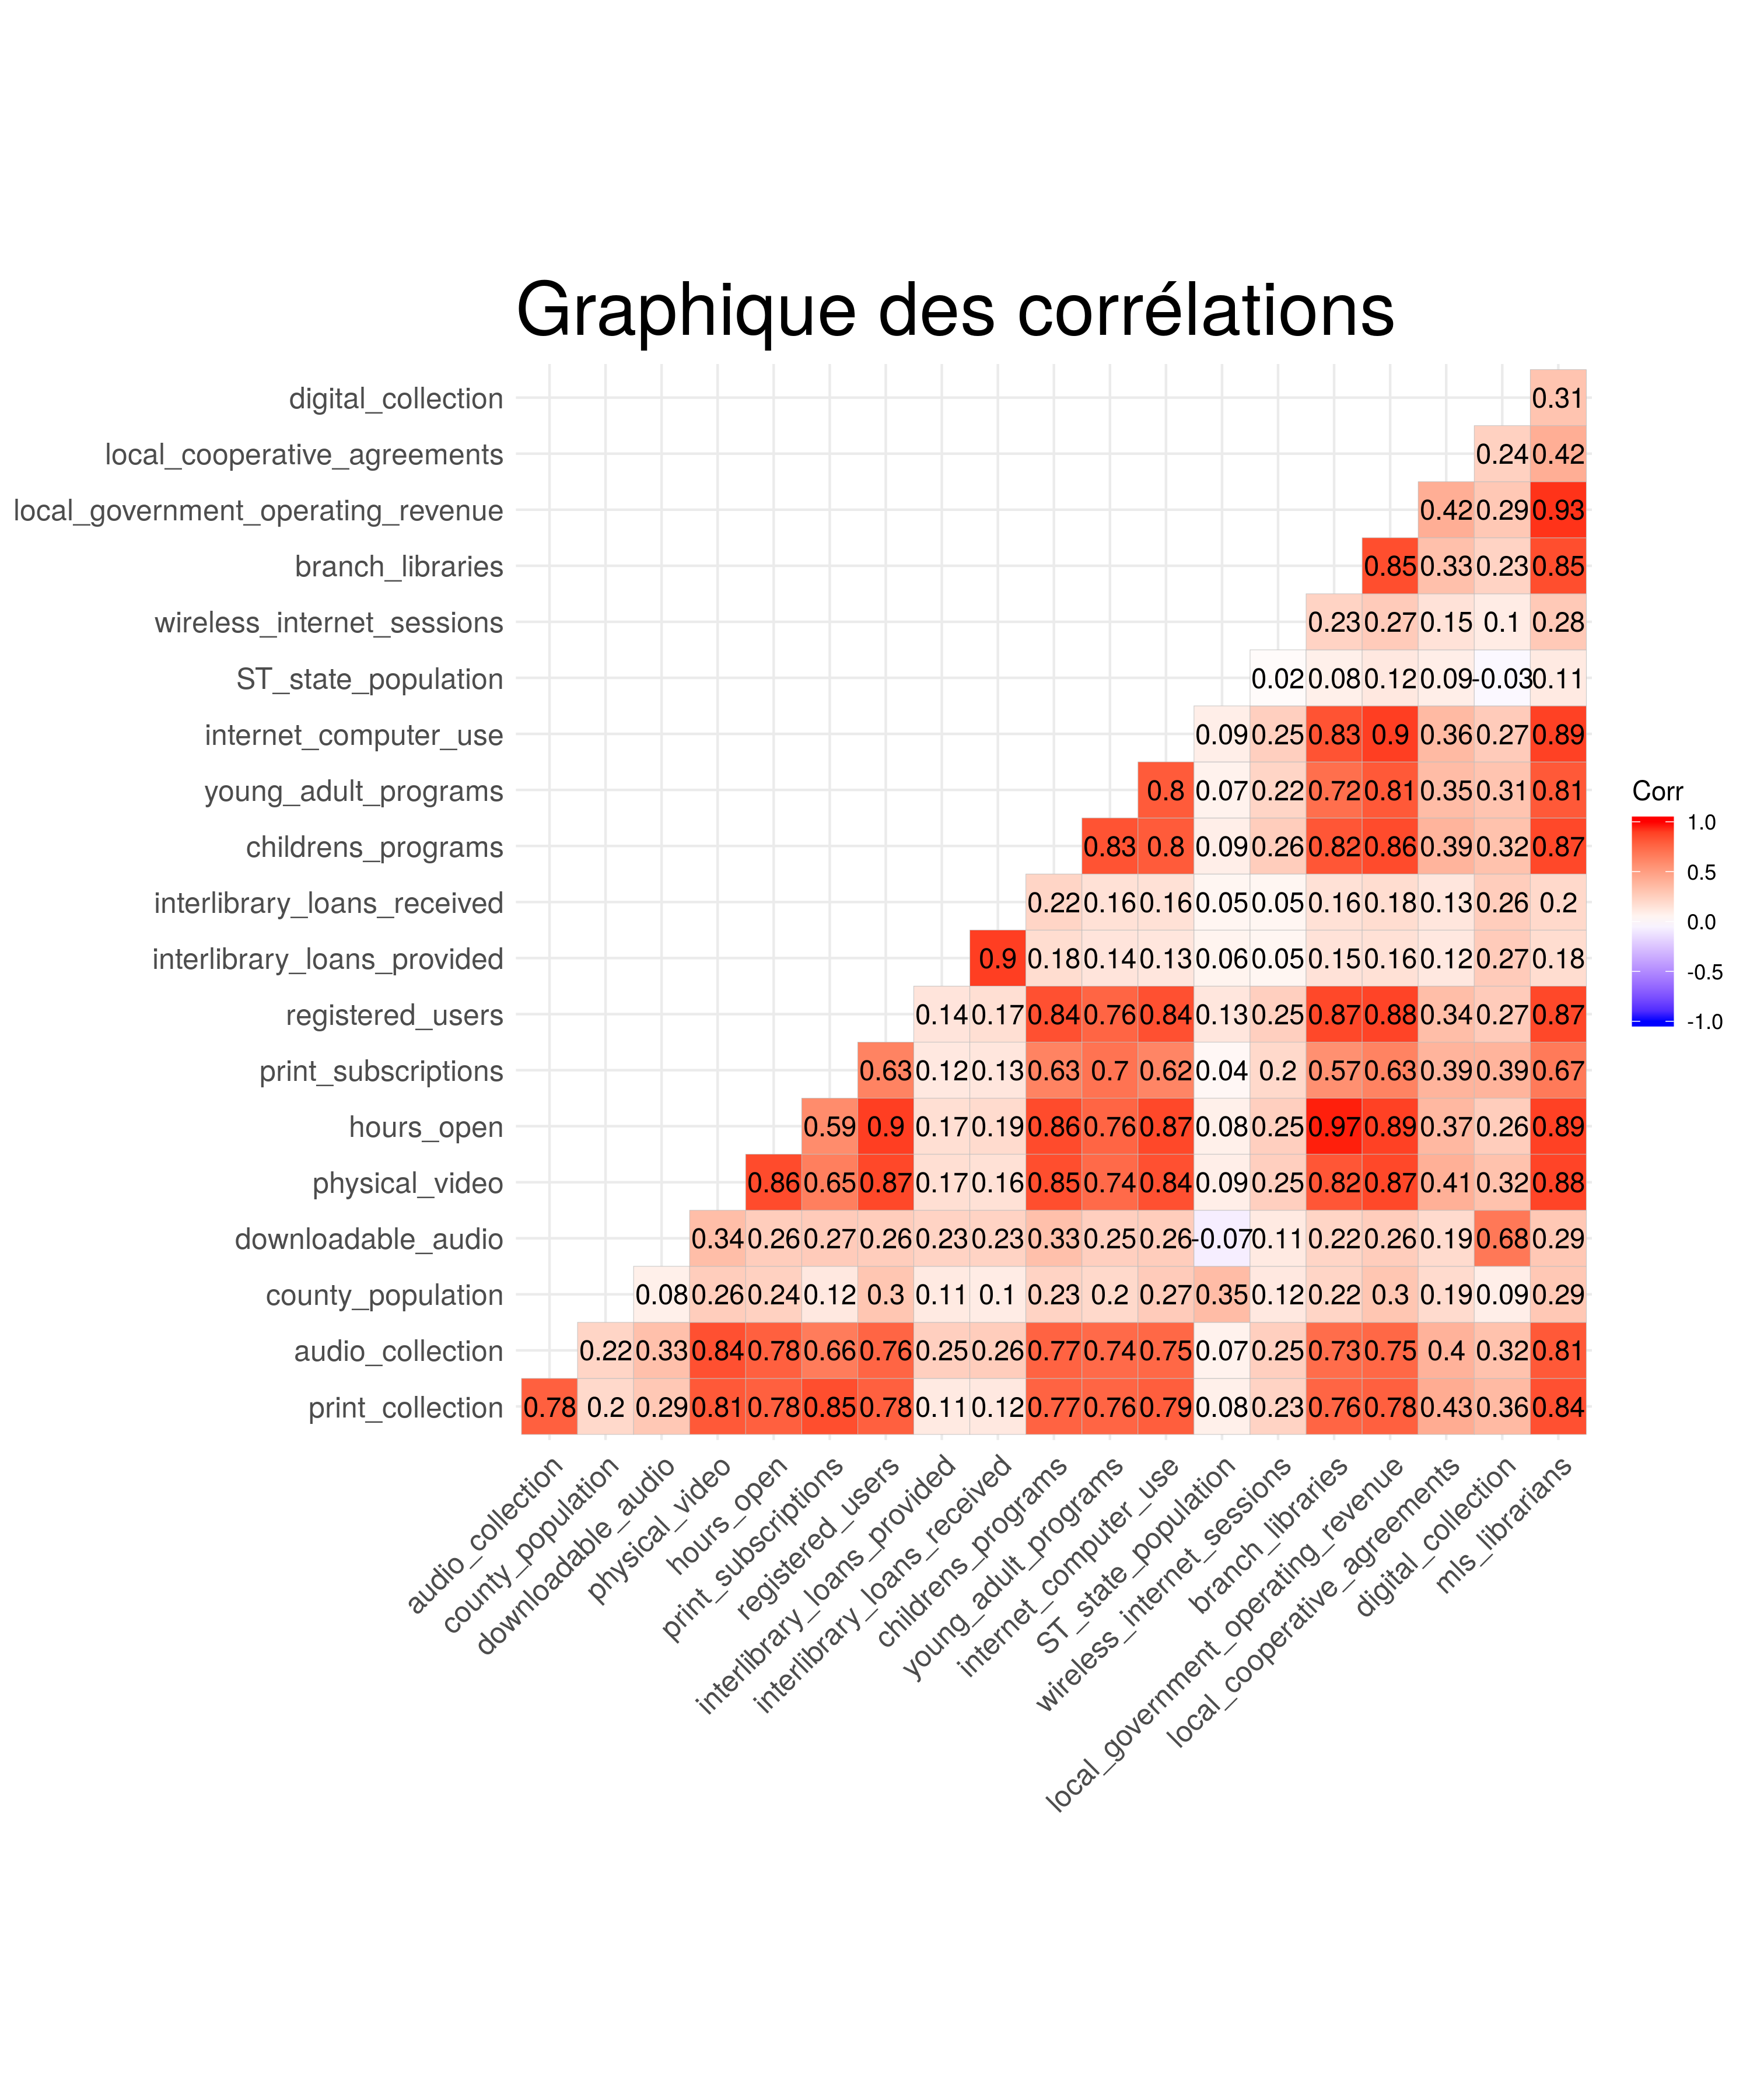 Graphique des corrélations
digital_collection 0.31
local_cooperative_agreements 0.24 0.42
local_government_operating_revenue 0.42 0.29 0.93
branch_libraries 0.85 0.33 0.23 0.85
wireless_internet_sessions 0.23 0.27 0.15 0.1 0.28
ST_state_population 0.02 0.08 0.12 0.09 -0.03 0.11
internet_computer_use 0.09 0.25 0.83 0.9 0.36 0.27 0.89
young_adult_programs 0.8 0.07 0.22 0.72 0.81 0.35 0.31 0.81
childrens_programs 0.83 0.8 0.09 0.26 0.82 0.86 0.39 0.32 0.87
interlibrary_loans_received 0.22 0.16 0.16 0.05 0.05 0.16 0.18 0.13 0.26 0.2
interlibrary_loans_provided 0.9 0.18 0.14 0.13 0.06 0.05 0.15 0.16 0.12 0.27 0.18
registered_users 0.14 0.17 0.84 0.76 0.84 0.13 0.25 0.87 0.88 0.34 0.27 0.87
print_subscriptions 0.63 0.12 0.13 0.63 0.7 0.62 0.04 0.2 0.57 0.63 0.39 0.39 0.67
hours_open 0.59 0.9 0.17 0.19 0.86 0.76 0.87 0.08 0.25 0.97 0.89 0.37 0.26 0.89
physical_video 0.86 0.65 0.87 0.17 0.16 0.85 0.74 0.84 0.09 0.25 0.82 0.87 0.41 0.32 0.88
downloadable_audio 0.34 0.26 0.27 0.26 0.23 0.23 0.33 0.25 0.26 -0.07 0.11 0.22 0.26 0.19 0.68 0.29
county_population 0.08 0.26 0.24 0.12 0.3 0.11 0.1 0.23 0.2 0.27 0.35 0.12 0.22 0.3 0.19 0.09 0.29
audio_collection 0.22 0.33 0.84 0.78 0.66 0.76 0.25 0.26 0.77 0.74 0.75 0.07 0.25 0.73 0.75 0.4 0.32 0.81
print_collection 0.78 0.2 0.29 0.81 0.78 0.85 0.78 0.11 0.12 0.77 0.76 0.79 0.08 0.23 0.76 0.78 0.43 0.36 0.84
audio_collection
county_population
downloadable_audio
physical_video
hours_open
print_subscriptions
registered_users
interlibrary_loans_provided
interlibrary_loans_received
childrens_programs
young_adult_programs
internet_computer_use
ST_state_population
wireless_internet_sessions
branch_libraries
local_government_operating_revenue
local_cooperative_agreements
digital_collection
mls_librarians
Corr
1.0
0.5
0.0
-0.5
-1.0